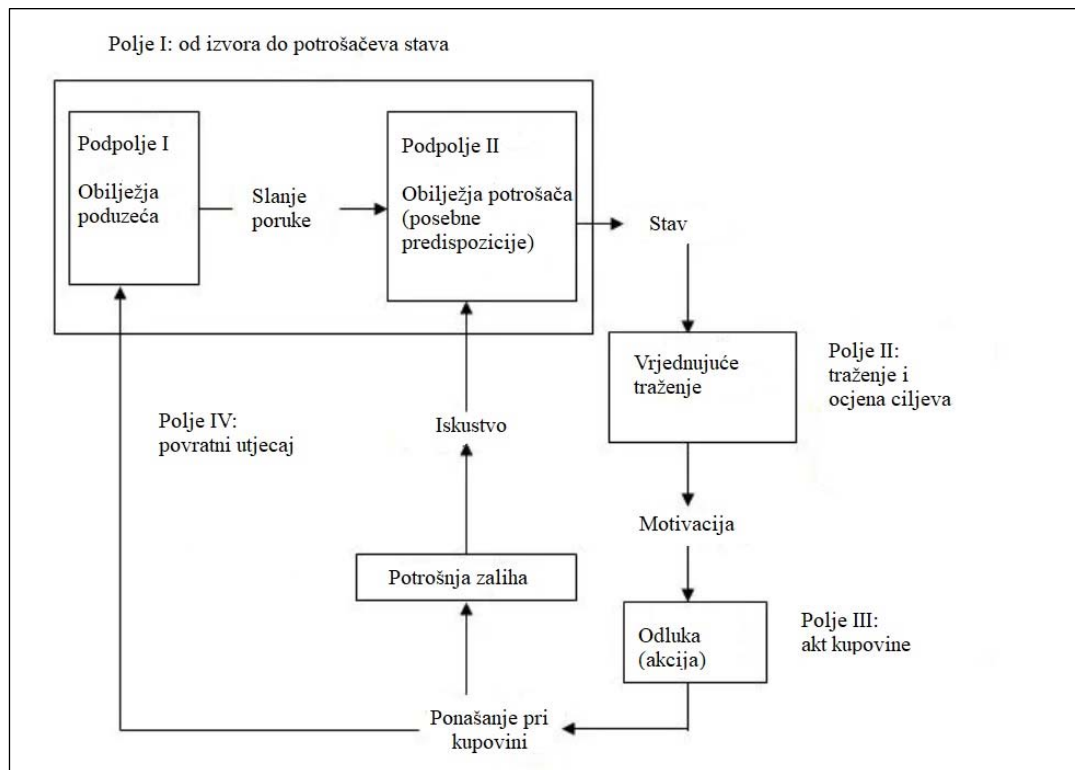 Polje I: od izvora do potrošačeva stava
Podpolje I
Obilježja
poduzeća
Slanje
poruke
Podpolje II
Obilježja potrošača
(posebne
predispozicije)
Stav
Vrjednujuće
traženje
Polje II:
traženje i
ocjena ciljeva
Polje IV:
povratni utjecaj
Iskustvo
Motivacija
Potrošnja zaliha
Odluka
(akcija)
Polje III:
akt kupovine
Ponašanje pri
kupovini